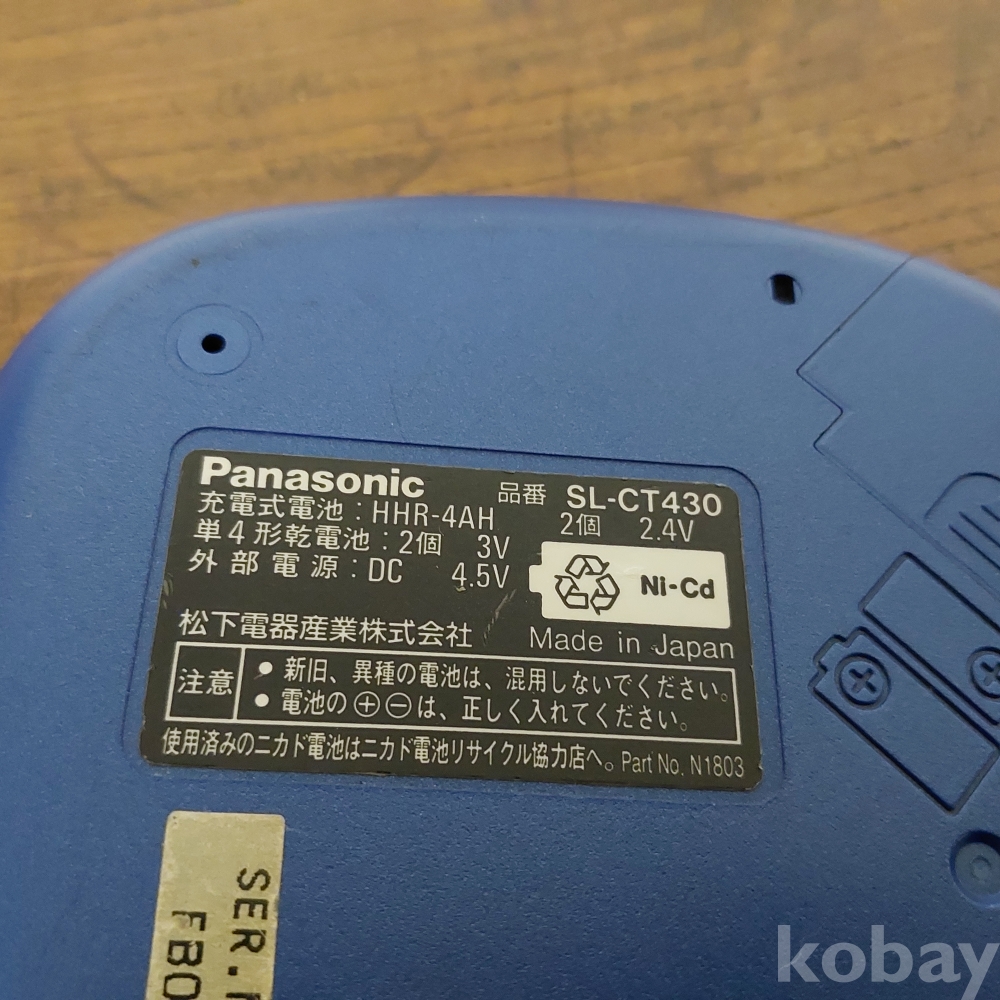 Panasonic 品番 SL-CT430
充電式電池：HHR-4AH 2個 2.4V
単4形乾電池：2個 3V
外部電源：DC 4.5V
Ni-Cd
松下電器産業株式会社 Made in Japan
注意
● 新旧、異種の電池は、混用しないでください。
● 電池の⊕⊖は、正しく入れてください。
使用済みのニカド電池はニカド電池リサイクル協力店へ。Part No. N1803
SER.
FB0
kobay